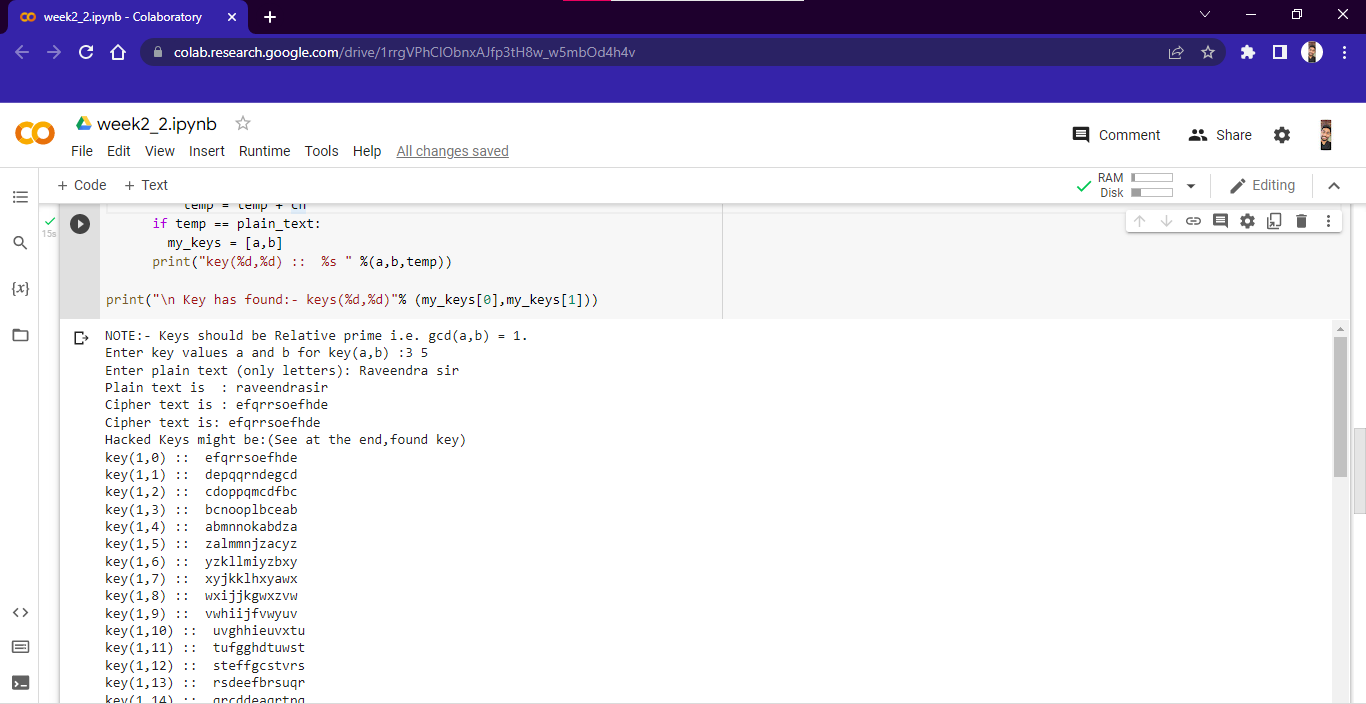 week2_2.ipynb - Colaboratory
colab.research.google.com/drive/1rrgVPhClObnxAJfp3tH8w_w5mbOd4h4v
week2_2.ipynb
File Edit View Insert Runtime Tools Help All changes saved
Comment Share
+ Code + Text
RAM
Disk
Editing
temp = temp + ch
15s
if temp == plain_text:
my_keys = [a,b]
print("key(%d,%d) ::  %s " %(a,b,temp))
print("\n Key has found:- keys(%d,%d)"% (my_keys[0],my_keys[1]))
NOTE:- Keys should be Relative prime i.e. gcd(a,b) = 1.
Enter key values a and b for key(a,b) :3 5
Enter plain text (only letters): Raveendra sir
Plain text is  : raveendrasir
Cipher text is : efqrrsoefhde
Cipher text is: efqrrsoefhde
Hacked Keys might be:(See at the end,found key)
key(1,0) ::  efqrrsoefhde
key(1,1) ::  depqqrndegcd
key(1,2) ::  cdoppqmcdfbc
key(1,3) ::  bcnooplbceab
key(1,4) ::  abmnnokabdza
key(1,5) ::  zalmmnjzacyz
key(1,6) ::  yzkllmiyzbxy
key(1,7) ::  xyjkklhxyawx
key(1,8) ::  wxijjkgwxzvw
key(1,9) ::  vwhiijfvwyuv
key(1,10) ::  uvghhieuvxtu
key(1,11) ::  tufgghdtuwst
key(1,12) ::  steffgcstvrs
key(1,13) ::  rsdeefbrsuqr
key(1,14) ::  qrcddeaqrtpq
{x}
<>